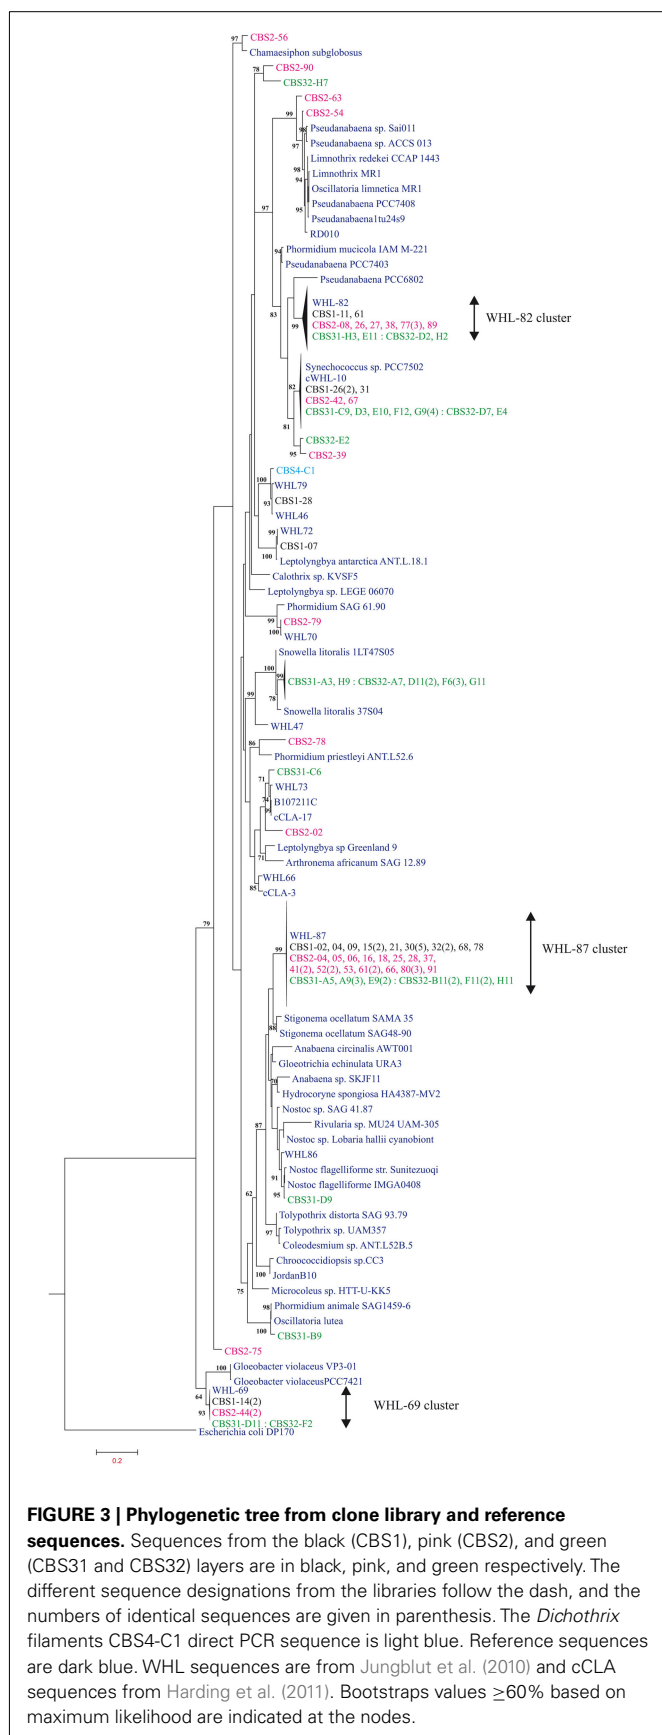 97
CBS2-56
Chamaesiphon subglobosus
78
CBS2-90
CBS32-H7
CBS2-63
99
CBS2-54
98
Pseudanabaena sp. Sai011
97
Pseudanabaena sp. ACCS 013
Limnothrix redekei CCAP 1443
98
Limnothrix MR1
94
Oscillatoria limnetica MR1
Pseudanabaena PCC7408
97
95
Pseudanabaena1tu24s9
RD010
94
Phormidium mucicola IAM M-221
Pseudanabaena PCC7403
Pseudanabaena PCC6802
WHL-82
83
CBS1-11, 61
99
CBS2-08, 26, 27, 38, 77(3), 89
WHL-82 cluster
CBS31-H3, E11 : CBS32-D2, H2
Synechococcus sp. PCC7502
cWHL-10
82
CBS1-26(2), 31
CBS2-42, 67
CBS31-C9, D3, E10, F12, G9(4) : CBS32-D7, E4
81
CBS32-E2
95
CBS2-39
CBS4-C1
100
WHL79
93
CBS1-28
WHL46
99
WHL72
CBS1-07
100
Leptolyngbya antarctica ANT.L.18.1
Calothrix sp. KVSF5
Leptolyngbya sp. LEGE 06070
Phormidium SAG 61.90
99
CBS2-79
100
WHL70
Snowella litoralis 1LT47S05
100
99
CBS31-A3, H9 : CBS32-A7, D11(2), F6(3), G11
99
78
Snowella litoralis 37S04
WHL47
86
CBS2-78
Phormidium priestleyi ANT.L52.6
71
CBS31-C6
WHL73
74
B107211C
99
cCLA-17
CBS2-02
Leptolyngbya sp Greenland 9
71
Arthronema africanum SAG 12.89
WHL66
85
cCLA-3
79
WHL-87
99
CBS1-02, 04, 09, 15(2), 21, 30(5), 32(2), 68, 78
WHL-87 cluster
CBS2-04, 05, 06, 16, 18, 25, 28, 37,
41(2), 52(2), 53, 61(2), 66, 80(3), 91
CBS31-A5, A9(3), E9(2) : CBS32-B11(2), F11(2), H11
Stigonema ocellatum SAMA 35
88
Stigonema ocellatum SAG48-90
Anabaena circinalis AWT001
Gloeotrichia echinulata URA3
70
Anabaena sp. SKJF11
Hydrocoryne spongiosa HA4387-MV2
Nostoc sp. SAG 41.87
87
Rivularia sp. MU24 UAM-305
Nostoc sp. Lobaria hallii cyanobiont
WHL86
91
Nostoc flagelliforme str. Sunitezuoqi
Nostoc flagelliforme IMGA0408
62
95
CBS31-D9
Tolypothrix distorta SAG 93.79
97
Tolypothrix sp. UAM357
Coleodesmium sp. ANT.L52B.5
Chroococcidiopsis sp.CC3
100
JordanB10
75
Microcoleus sp. HTT-U-KK5
98
Phormidium animale SAG1459-6
Oscillatoria lutea
100
CBS31-B9
CBS2-75
100
Gloeobacter violaceus VP3-01
Gloeobacter violaceusPCC7421
64
WHL-69
CBS1-14(2)
WHL-69 cluster
93
CBS2-44(2)
CBS31-D11 : CBS32-F2
Escherichia coli DP170
0.2
FIGURE 3 | Phylogenetic tree from clone library and reference
sequences. Sequences from the black (CBS1), pink (CBS2), and green
(CBS31 and CBS32) layers are in black, pink, and green respectively. The
different sequence designations from the libraries follow the dash, and the
numbers of identical sequences are given in parenthesis. The Dichothrix
filaments CBS4-C1 direct PCR sequence is light blue. Reference sequences
are dark blue. WHL sequences are from Jungblut et al. (2010) and cCLA
sequences from Harding et al. (2011). Bootstraps values ≥60% based on
maximum likelihood are indicated at the nodes.